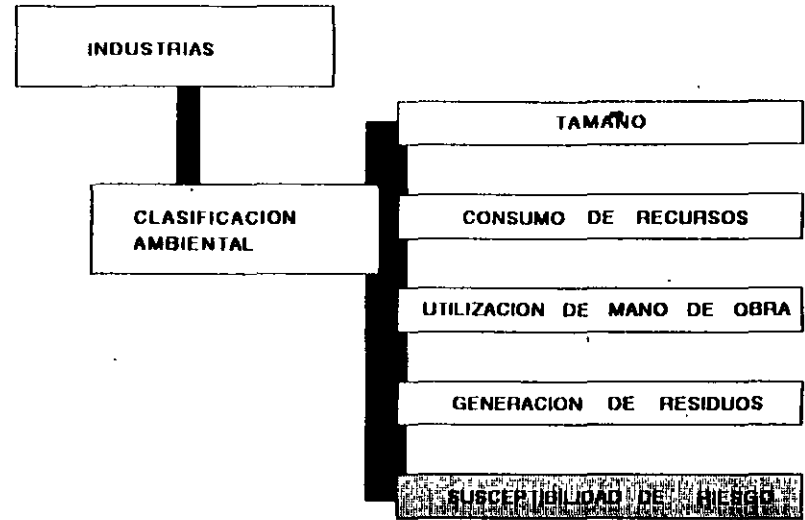 INDUSTRIAS
CLASIFICACION
AMBIENTAL
TAMAÑO
CONSUMO DE RECURSOS
UTILIZACION DE MANO DE OBRA
GENERACION DE RESIDUOS
SUSCEPTIBILIDAD DE RIESGO